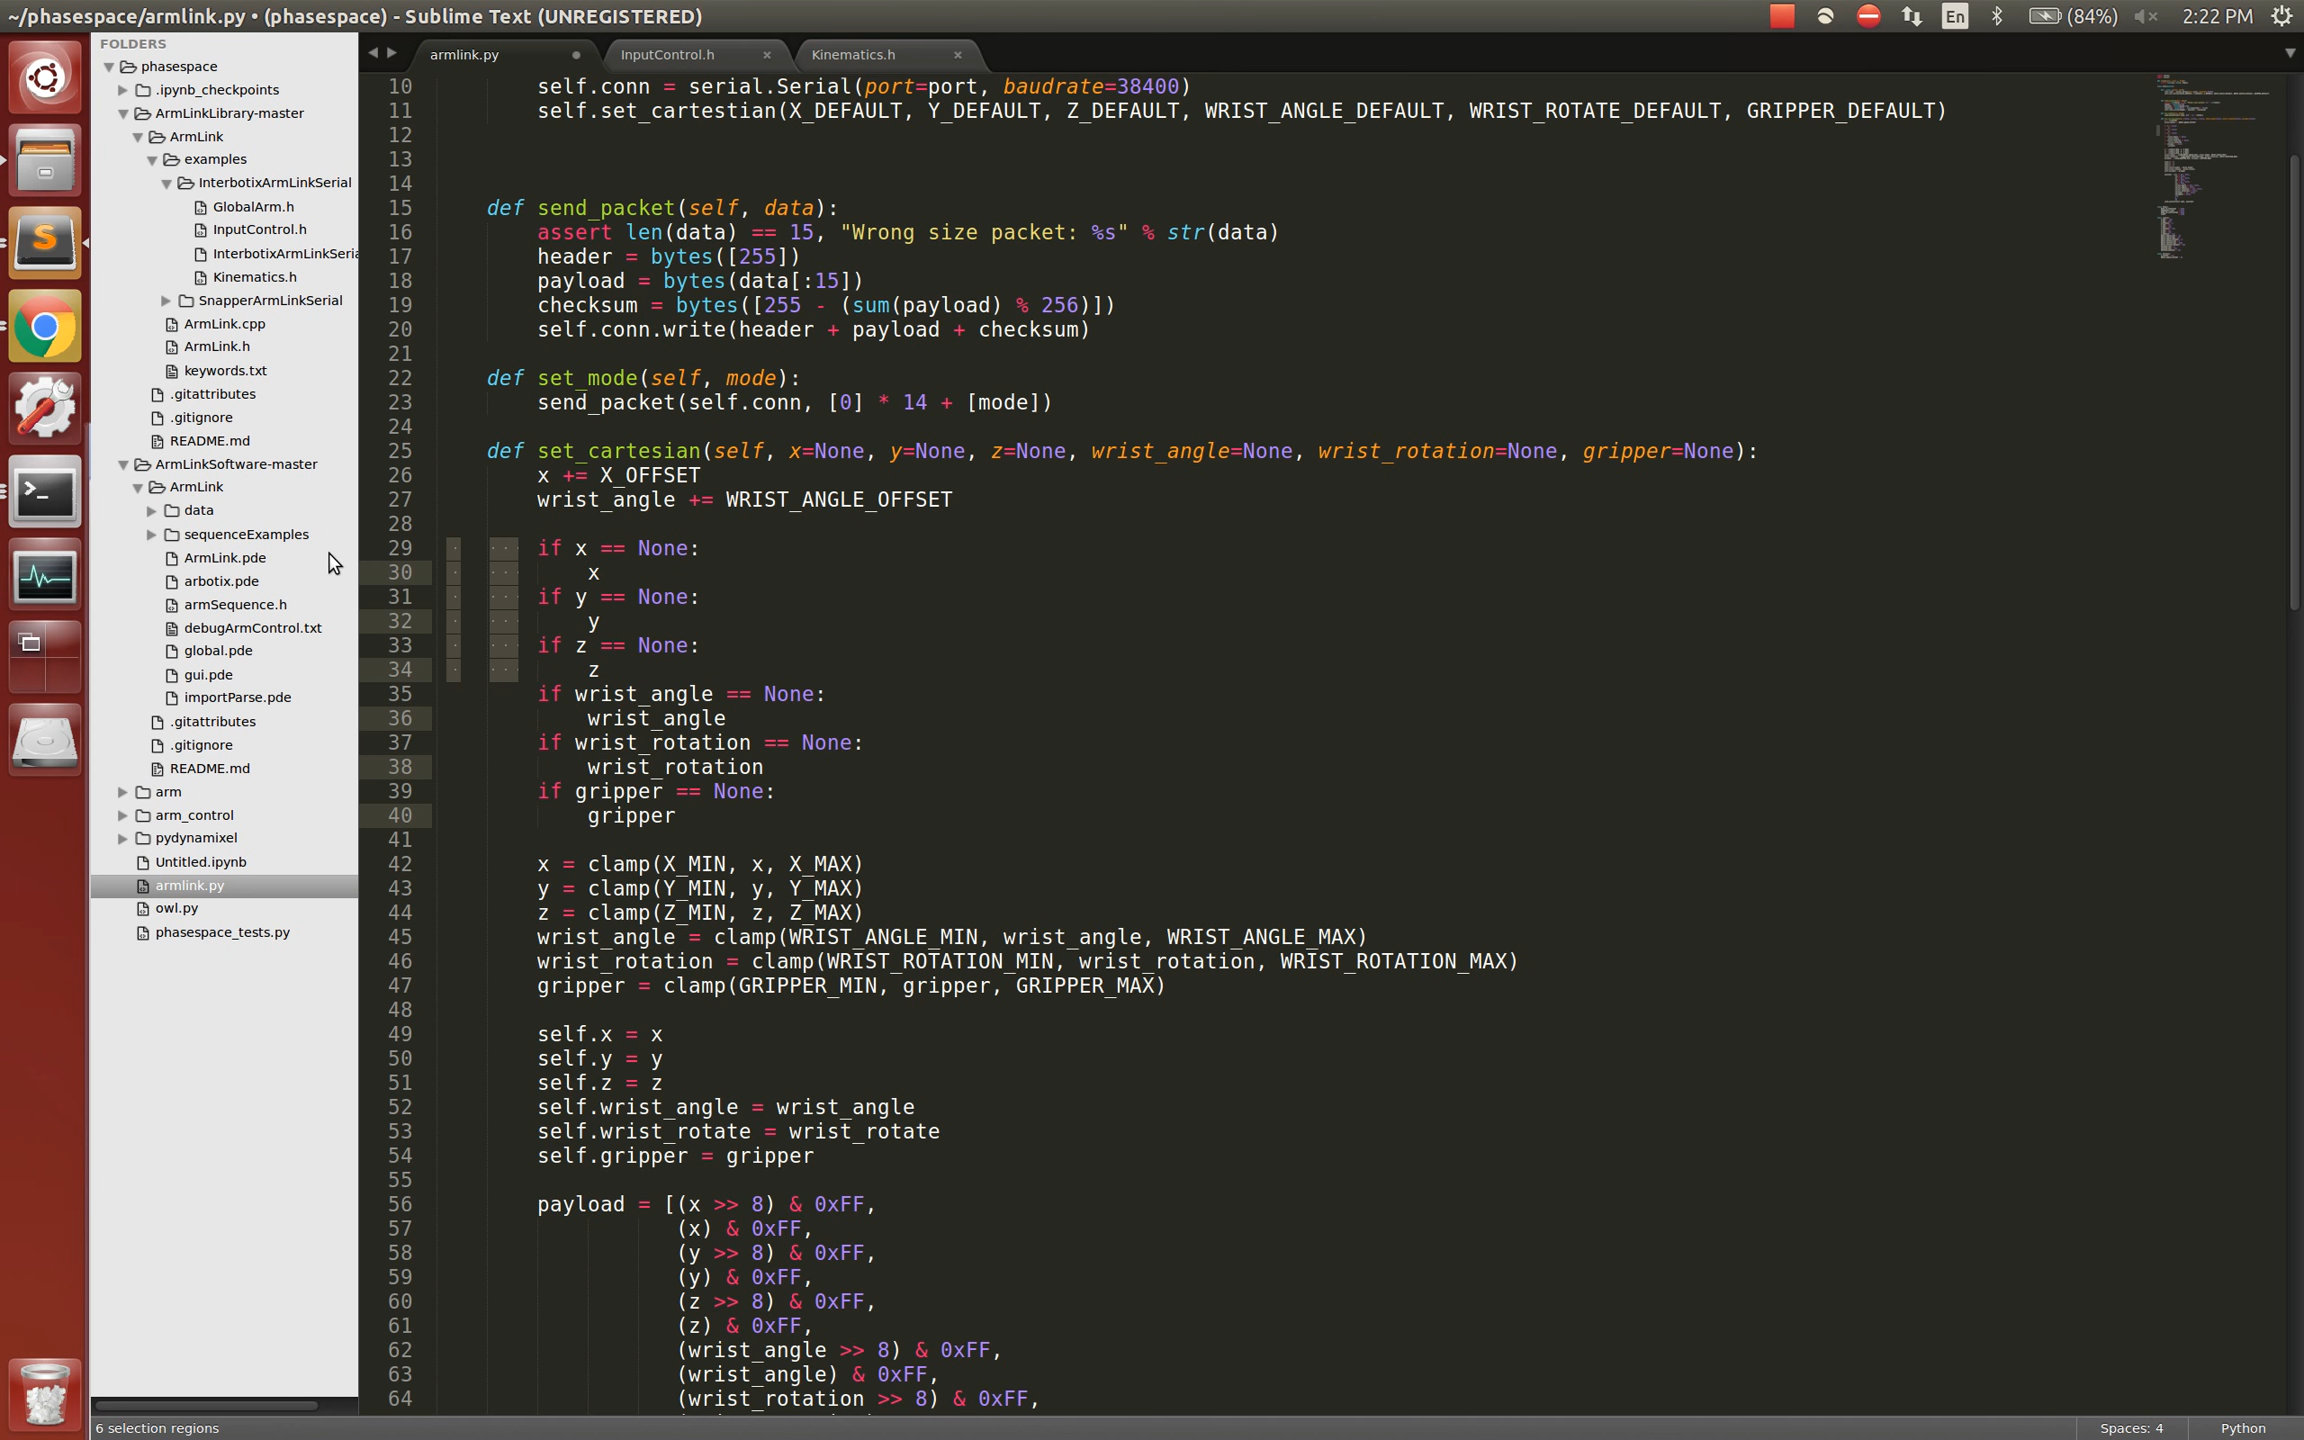 ~/phasespace/armlink.py • (phasespace) - Sublime Text (UNREGISTERED)
En
(84%)
2:22 PM
FOLDERS
phasespace
.ipynb_checkpoints
ArmLinkLibrary-master
ArmLink
examples
InterbotixArmLinkSerial
GlobalArm.h
InputControl.h
InterbotixArmLinkSeria
Kinematics.h
SnapperArmLinkSerial
ArmLink.cpp
ArmLink.h
keywords.txt
.gitattributes
.gitignore
README.md
ArmLinkSoftware-master
ArmLink
data
sequenceExamples
ArmLink.pde
arbotix.pde
armSequence.h
debugArmControl.txt
global.pde
gui.pde
importParse.pde
.gitattributes
.gitignore
README.md
arm
arm_control
pydynamixel
Untitled.ipynb
armlink.py
owl.py
phasespace_tests.py
armlink.py
InputControl.h
Kinematics.h
10 self.conn = serial.Serial(port=port, baudrate=38400)
11 self.set_cartestian(X_DEFAULT, Y_DEFAULT, Z_DEFAULT, WRIST_ANGLE_DEFAULT, WRIST_ROTATE_DEFAULT, GRIPPER_DEFAULT)
12
13
14
15 def send_packet(self, data):
16 assert len(data) == 15, "Wrong size packet: %s" % str(data)
17 header = bytes([255])
18 payload = bytes(data[:15])
19 checksum = bytes([255 - (sum(payload) % 256)])
20 self.conn.write(header + payload + checksum)
21
22 def set_mode(self, mode):
23 send_packet(self.conn, [0] * 14 + [mode])
24
25 def set_cartesian(self, x=None, y=None, z=None, wrist_angle=None, wrist_rotation=None, gripper=None):
26 x += X_OFFSET
27 wrist_angle += WRIST_ANGLE_OFFSET
28
29 if x == None:
30 x
31 if y == None:
32 y
33 if z == None:
34 z
35 if wrist_angle == None:
36 wrist_angle
37 if wrist_rotation == None:
38 wrist_rotation
39 if gripper == None:
40 gripper
41
42 x = clamp(X_MIN, x, X_MAX)
43 y = clamp(Y_MIN, y, Y_MAX)
44 z = clamp(Z_MIN, z, Z_MAX)
45 wrist_angle = clamp(WRIST_ANGLE_MIN, wrist_angle, WRIST_ANGLE_MAX)
46 wrist_rotation = clamp(WRIST_ROTATION_MIN, wrist_rotation, WRIST_ROTATION_MAX)
47 gripper = clamp(GRIPPER_MIN, gripper, GRIPPER_MAX)
48
49 self.x = x
50 self.y = y
51 self.z = z
52 self.wrist_angle = wrist_angle
53 self.wrist_rotate = wrist_rotate
54 self.gripper = gripper
55
56 payload = [(x >> 8) & 0xFF,
57 (x) & 0xFF,
58 (y >> 8) & 0xFF,
59 (y) & 0xFF,
60 (z >> 8) & 0xFF,
61 (z) & 0xFF,
62 (wrist_angle >> 8) & 0xFF,
63 (wrist_angle) & 0xFF,
64 (wrist_rotation >> 8) & 0xFF,
6 selection regions
Spaces: 4
Python